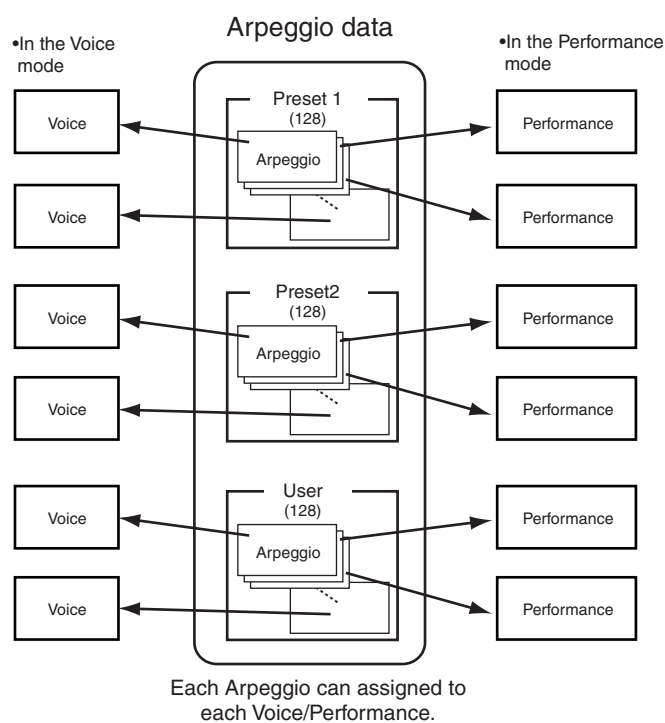 Arpeggio data
•In the Voice
mode
•In the Performance
mode
Preset 1
(128)
Voice
Arpeggio
Performance
Voice
Performance
Preset2
(128)
Voice
Arpeggio
Performance
Voice
Performance
User
(128)
Voice
Arpeggio
Performance
Voice
Performance
Each Arpeggio can assigned to
each Voice/Performance.